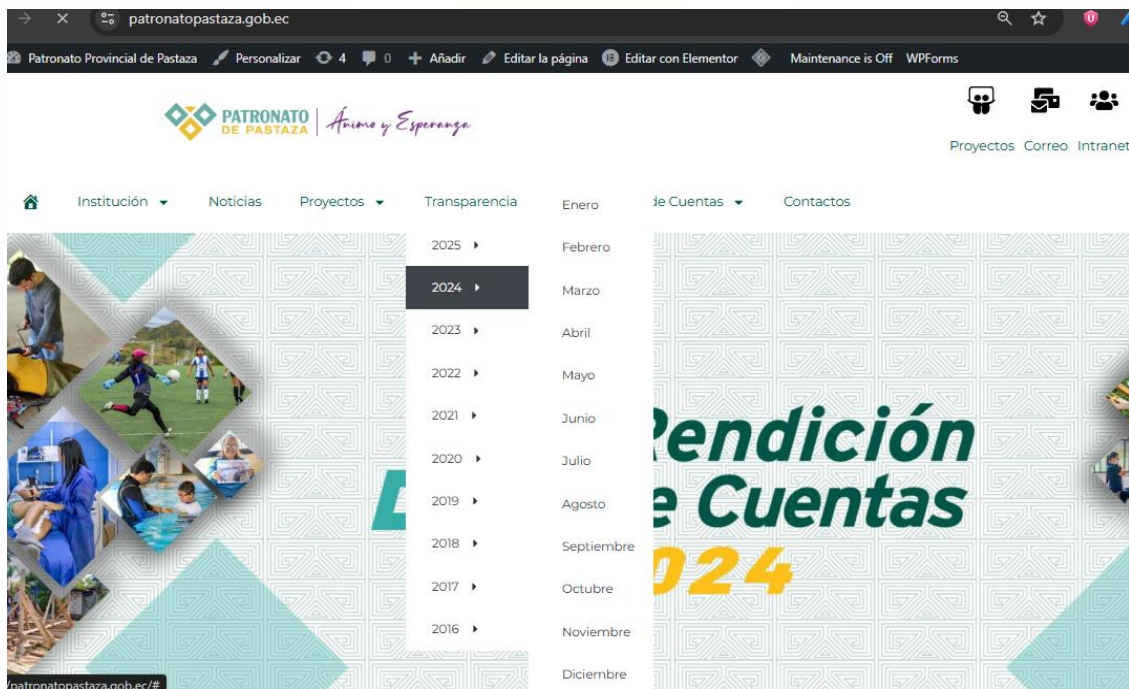 patronatopastaza.gob.ec
Patronato Provincial de Pastaza Personalizar 4 0 Añadir Editar la página Editar con Elementor Maintenance is Off WPForms
PATRONATO
DE PASTAZA
Ánimo y Esperanza
Proyectos Correo Intranet
Institución Noticias Proyectos Transparencia de Cuentas Contactos
2025
2024
2023
2022
2021
2020
2019
2018
2017
2016
Enero
Febrero
Marzo
Abril
Mayo
Junio
Julio
Agosto
Septiembre
Octubre
Noviembre
Diciembre
Rendición
D e Cuentas
2024
patronatopastaza.gob.ec/#